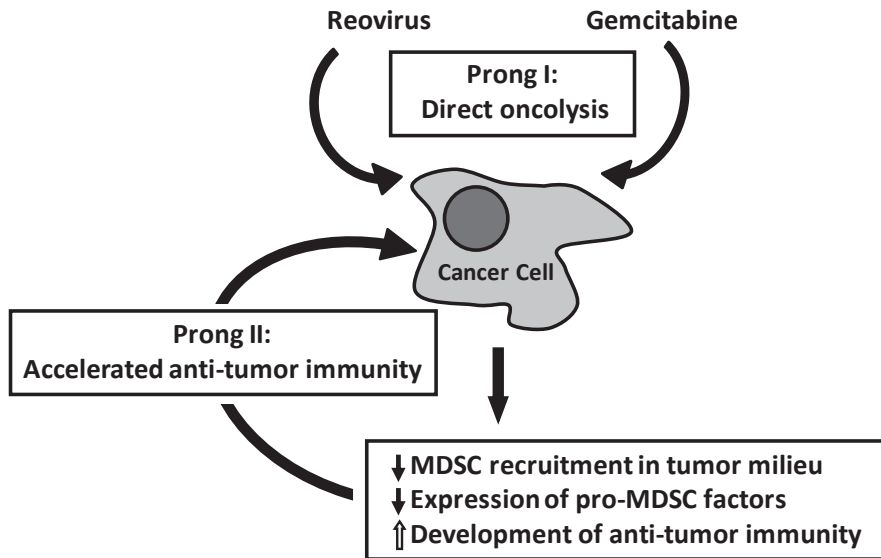 Reovirus
Gemcitabine
Prong I:
Direct oncolysis
Cancer Cell
Prong II:
Accelerated anti-tumor immunity
↓ MDSC recruitment in tumor milieu
↓ Expression of pro-MDSC factors
⇑ Development of anti-tumor immunity